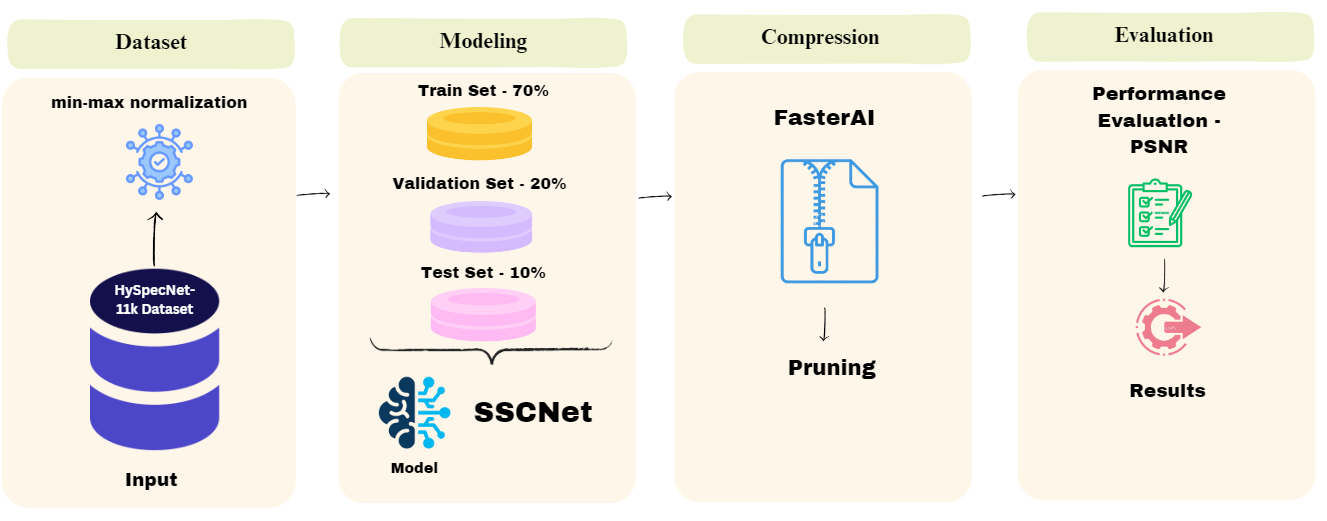 Dataset
min-max normalization
HySpecNet-
11k Dataset
Input
Modeling
Train Set - 70%
Validation Set - 20%
Test Set - 10%
SSCNet
Model
Compression
FasterAI
Pruning
Evaluation
Performance
Evaluation -
PSNR
Results